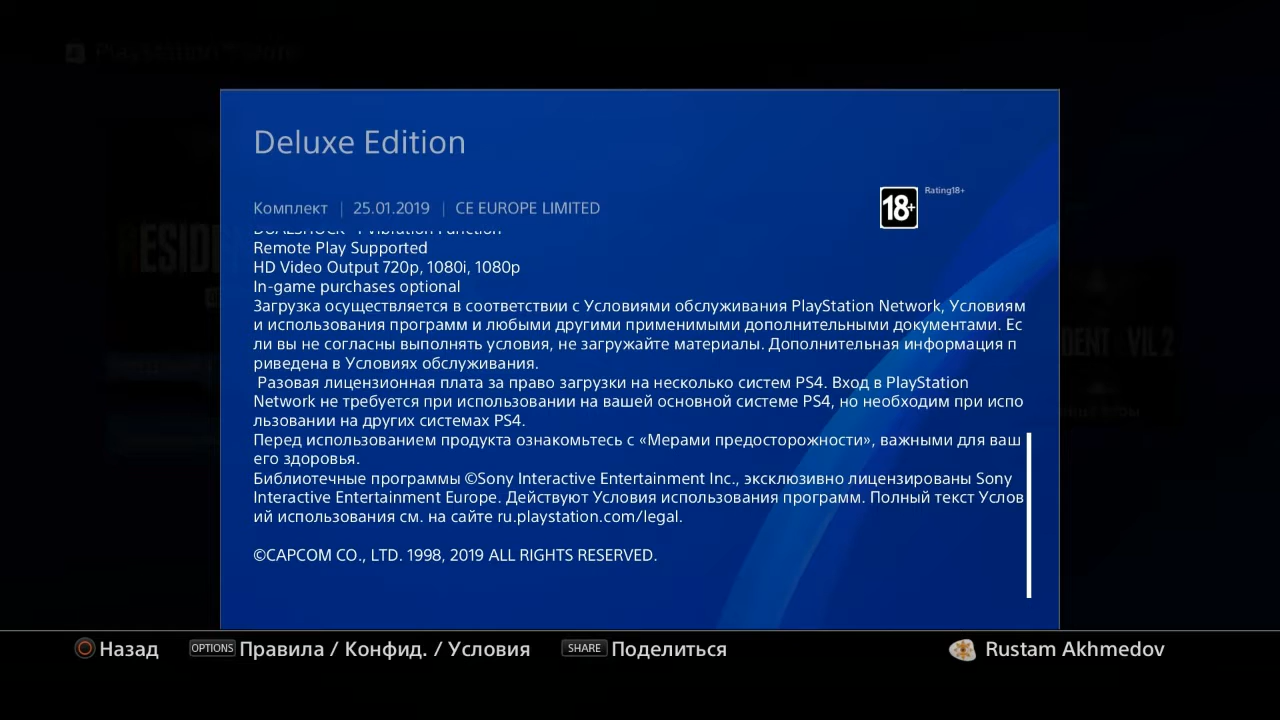 PlayStation™Store
Deluxe Edition
Комплект | 25.01.2019 | CE EUROPE LIMITED
18+
Rating18+
Vibration Function
Remote Play Supported
HD Video Output 720p, 1080i, 1080p
In-game purchases optional
Загрузка осуществляется в соответствии с Условиями обслуживания PlayStation Network, Условиям
и использования программ и любыми другими применимыми дополнительными документами. Ес
ли вы не согласны выполнять условия, не загружайте материалы. Дополнительная информация п
риведена в Условиях обслуживания.
Разовая лицензионная плата за право загрузки на несколько систем PS4. Вход в PlayStation
Network не требуется при использовании на вашей основной системе PS4, но необходим при испо
льзовании на других системах PS4.
Перед использованием продукта ознакомьтесь с «Мерами предосторожности», важными для ваш
его здоровья.
Библиотечные программы ©Sony Interactive Entertainment Inc., эксклюзивно лицензированы Sony
Interactive Entertainment Europe. Действуют Условия использования программ. Полный текст Услов
ий использования см. на сайте ru.playstation.com/legal.
©CAPCOM CO., LTD. 1998, 2019 ALL RIGHTS RESERVED.
ESID
DENT VIL 2
Назад OPTIONS Правила / Конфид. / Условия SHARE Поделиться Rustam Akhmedov